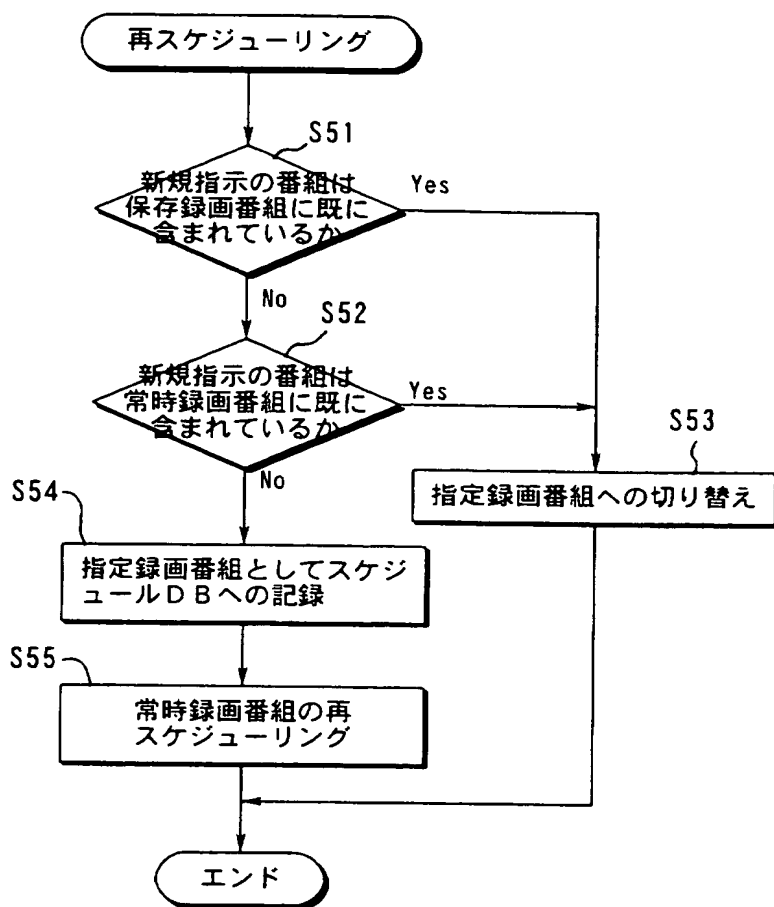 再スケジューリング
S51
新規指示の番組は
保存録画番組に既に
含まれているか
Yes
No
S52
新規指示の番組は
常時録画番組に既に
含まれているか
Yes
No
S53
指定録画番組への切り替え
S54
指定録画番組としてスケジ
ュールDBへの記録
S55
常時録画番組の再
スケジューリング
エンド